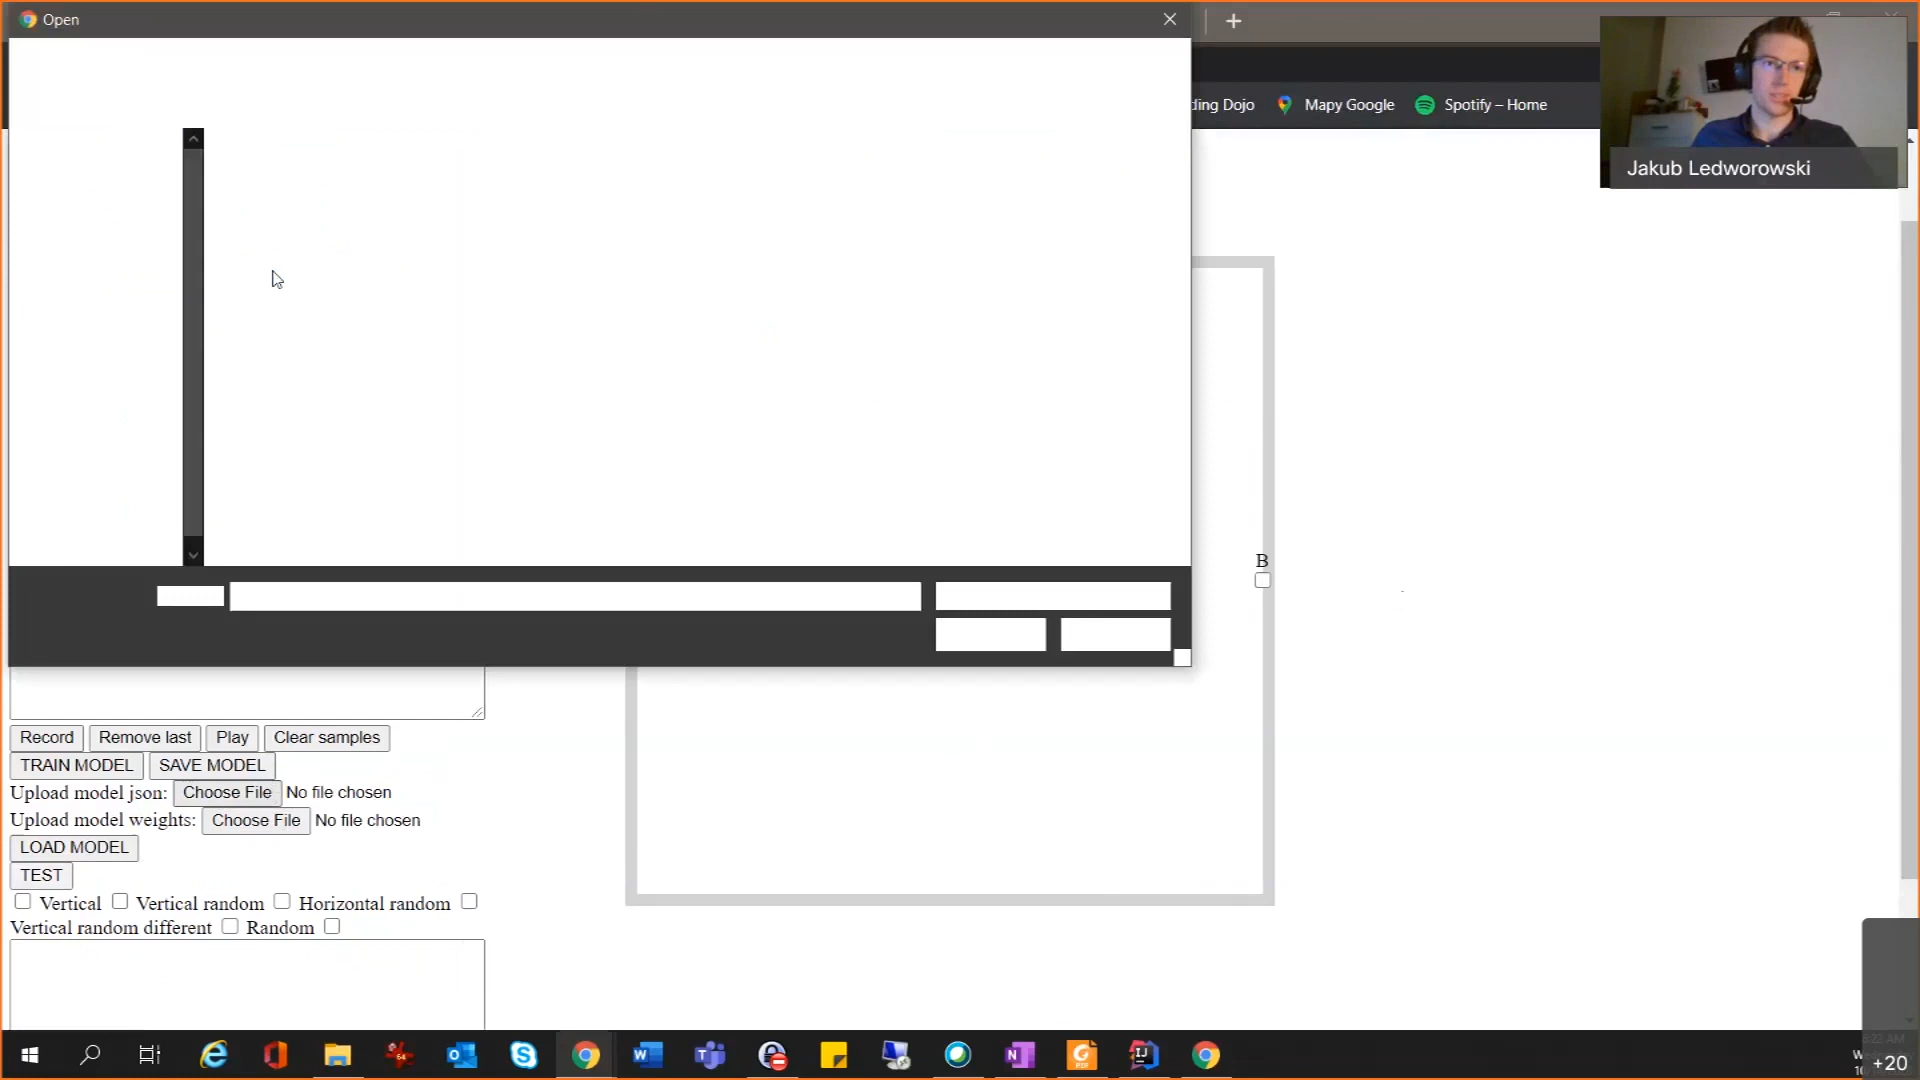 Open
ding Dojo
Mapy Google
Spotify – Home
Jakub Ledworowski
B
Record
Remove last
Play
Clear samples
TRAIN MODEL
SAVE MODEL
Upload model json: Choose File No file chosen
Upload model weights: Choose File No file chosen
LOAD MODEL
TEST
Vertical Vertical random Horizontal random
Vertical random different Random
+20